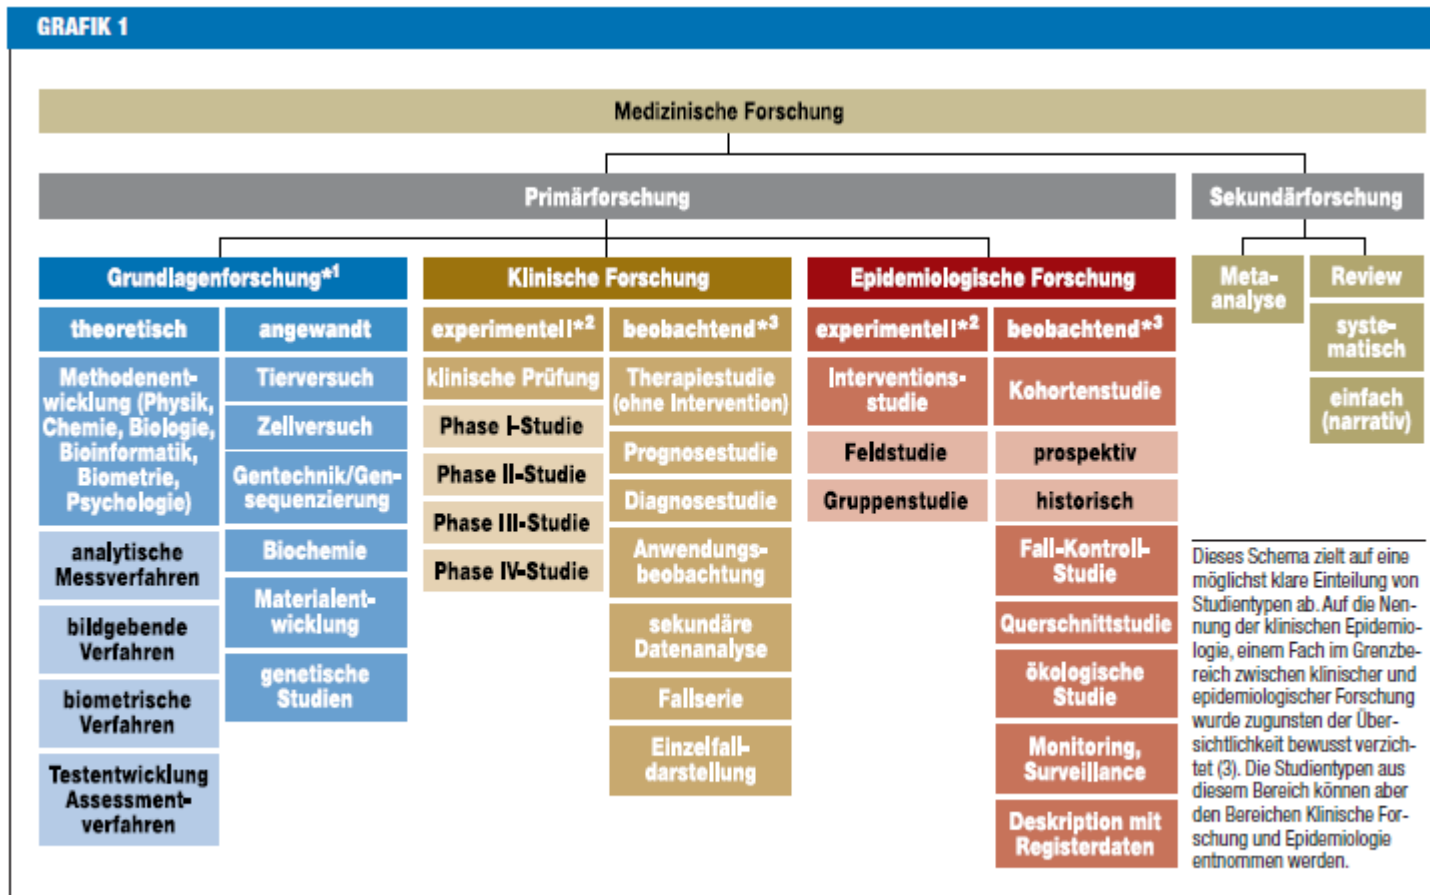 GRAFIK 1
Medizinische Forschung
Primärforschung
Sekundärforschung
Grundlagenforschung*1
Klinische Forschung
Epidemiologische Forschung
Meta-
analyse
Review
syste-
matisch
einfach
(narrativ)
theoretisch
Methodenent-
wicklung (Physik,
Chemie, Biologie,
Bioinformatik,
Biometrie,
Psychologie)
analytische
Messverfahren
bildgebende
Verfahren
biometrische
Verfahren
Testentwicklung
Assessment-
verfahren
angewandt
Tierversuch
Zellversuch
Gentechnik/Gen-
sequenzierung
Biochemie
Materialent-
wicklung
genetische
Studien
experimentell*2
klinische Prüfung
Phase I-Studie
Phase II-Studie
Phase III-Studie
Phase IV-Studie
beobachtend*3
Therapiestudie
(ohne Intervention)
Prognosestudie
Diagnosestudie
Anwendungs-
beobachtung
sekundäre
Datenanalyse
Fallserie
Einzelfall-
darstellung
experimentell*2
Interventions-
studie
Feldstudie
Gruppenstudie
beobachtend*3
Kohortenstudie
prospektiv
historisch
Fall-Kontroll-
Studie
Querschnittstudie
ökologische
Studie
Monitoring,
Surveillance
Deskription mit
Registerdaten
Dieses Schema zielt auf eine
möglichst klare Einteilung von
Studientypen ab. Auf die Nen-
nung der klinischen Epidemio-
logie, einem Fach im Grenzbe-
reich zwischen klinischer und
epidemiologischer Forschung
wurde zugunsten der Über-
sichtlichkeit bewusst verzich-
tet (3). Die Studientypen aus
diesem Bereich können aber
den Bereichen Klinische For-
schung und Epidemiologie
entnommen werden.